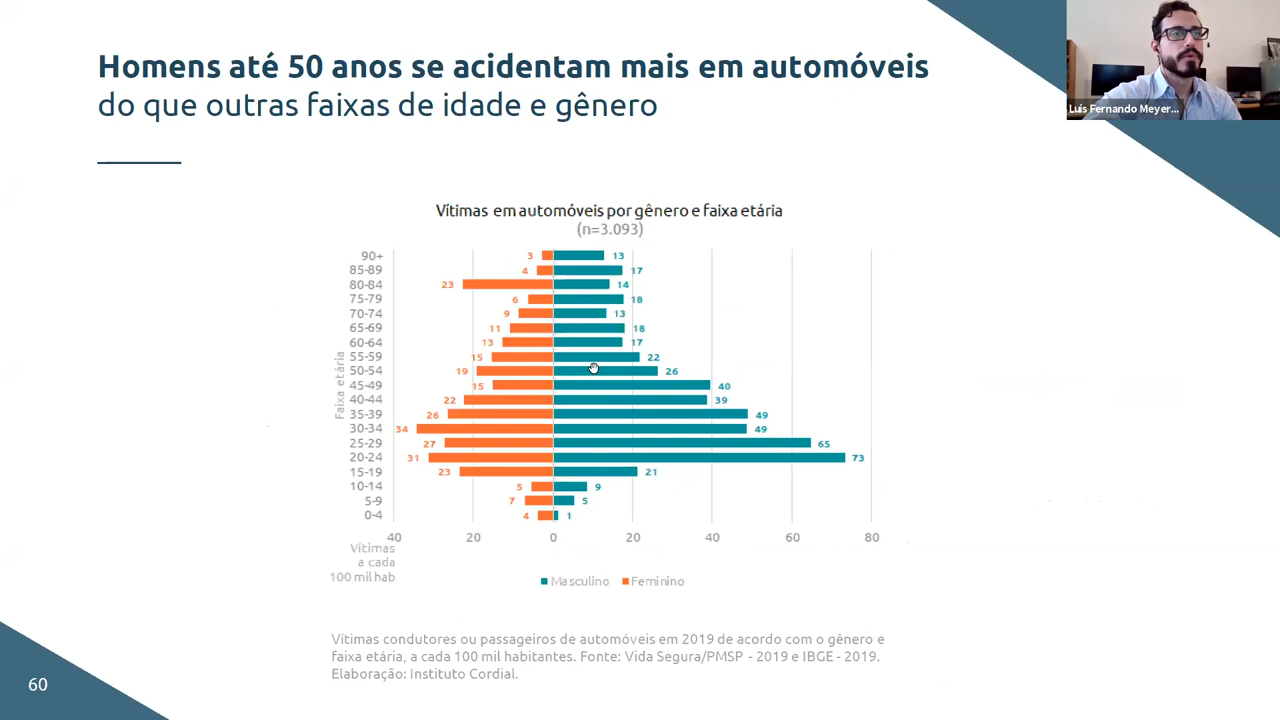 Homens até 50 anos se acidentam mais em automóveis
do que outras faixas de idade e gênero
Luis Fernando Meyer...
Vítimas em automóveis por gênero e faixa etária
(n=3.093)
90+ 3 13
85-89 4 17
80-84 23 14
75-79 6 18
70-74 9 13
65-69 11 18
60-64 13 17
55-59 15 22
50-54 19 26
45-49 15 40
40-44 22 39
35-39 26 49
30-34 34 49
25-29 27 65
20-24 31 73
15-19 23 21
10-14 5 9
5-9 7 5
0-4 4 1
Faixa etária
40 20 0 20 40 60 80
Vítimas
a cada
100 mil hab
Masculino Feminino
Vítimas condutores ou passageiros de automóveis em 2019 de acordo com o gênero e
faixa etária, a cada 100 mil habitantes. Fonte: Vida Segura/PMSP - 2019 e IBGE - 2019.
Elaboração: Instituto Cordial.
60